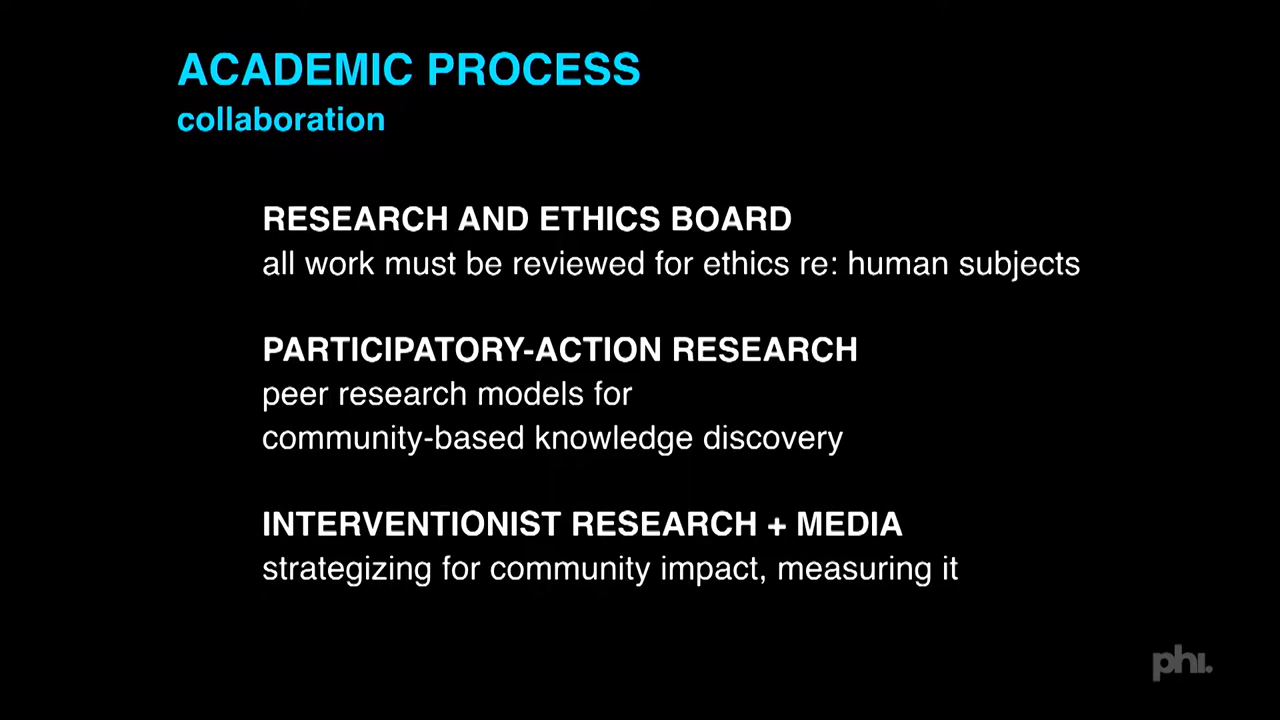 ACADEMIC PROCESS
collaboration
RESEARCH AND ETHICS BOARD
all work must be reviewed for ethics re: human subjects
PARTICIPATORY-ACTION RESEARCH
peer research models for
community-based knowledge discovery
INTERVENTIONIST RESEARCH + MEDIA
strategizing for community impact, measuring it
phi.